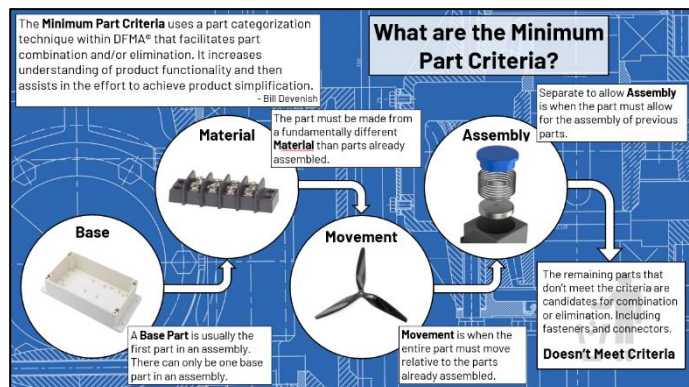 The Minimum Part Criteria uses a part categorization
technique within DFMA® that facilitates part
combination and/or elimination. It increases
understanding of product functionality and then
assists in the effort to achieve product simplification.
- Bill Devenish
What are the Minimum
Part Criteria?
Base
A Base Part is usually the
first part in an assembly.
There can only be one base
part in an assembly.
Material
The part must be made from
a fundamentally different
Material than parts already
assembled.
Movement
Movement is when the
entire part must move
relative to the parts
already assembled.
Assembly
Separate to allow Assembly
is when the part must allow
for the assembly of previous
parts.
The remaining parts that
don't meet the criteria are
candidates for combination
or elimination. Including
fasteners and connectors.
Doesn't Meet Criteria